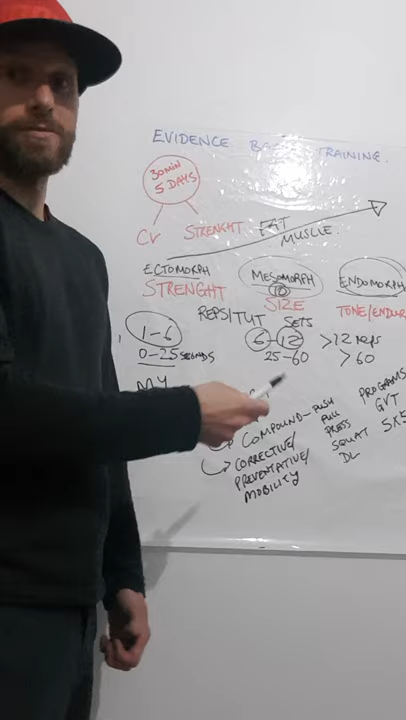 EVIDENCE BA TRAINING.
30min
5 DAYS
CV STRENGHT FAT
MUSCLE.
ECTOMORPH MESOMORPH ENDOMORPH
10
STRENGHT SIZE TONE/ENDUR
REPS/TUT SETS
1-6 6-12 >12 reps
0-25 SECONDS 25-60 >60
MY
COMPOUND - PUSH
PULL
PRESS
SQUAT
DL
CORRECTIVE/
PREVENTATIVE/
MOBILITY
PROGRAMS
GVT
5X5